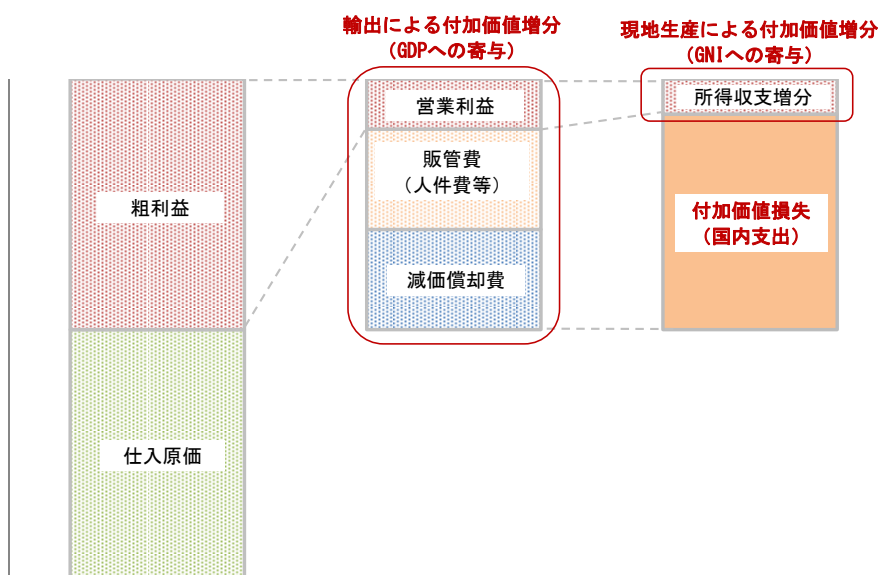 輸出による付加価値増分
（GDPへの寄与）
現地生産による付加価値増分
（GNIへの寄与）
粗利益
仕入原価
営業利益
販管費
（人件費等）
減価償却費
所得収支増分
付加価値損失
（国内支出）